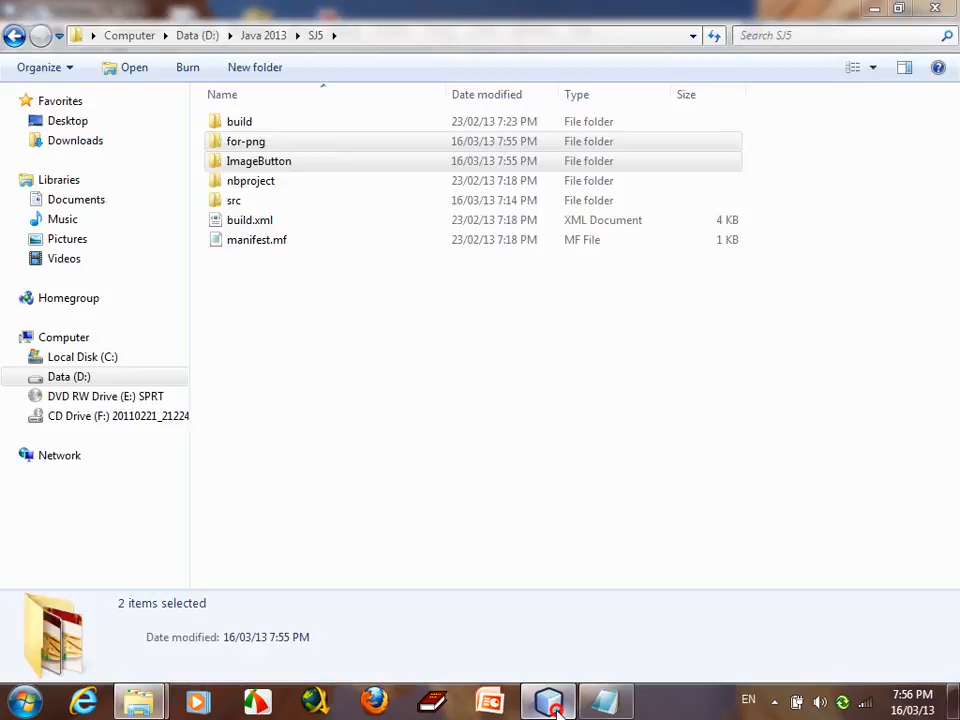 Computer Data (D:) Java 2013 SJ5 Search SJ5
Organize Open Burn New folder
Name Date modified Type Size
Favorites
Desktop
Downloads
Libraries
Documents
Music
Pictures
Videos
Homegroup
Computer
Local Disk (C:)
Data (D:)
DVD RW Drive (E:) SPRT
CD Drive (F:) 20110221_21224
Network
build 23/02/13 7:23 PM File folder
for-png 16/03/13 7:55 PM File folder
ImageButton 16/03/13 7:55 PM File folder
nbproject 23/02/13 7:18 PM File folder
src 16/03/13 7:14 PM File folder
build.xml 23/02/13 7:18 PM XML Document 4 KB
manifest.mf 23/02/13 7:18 PM MF File 1 KB
2 items selected
Date modified: 16/03/13 7:55 PM
EN 7:56 PM
16/03/13